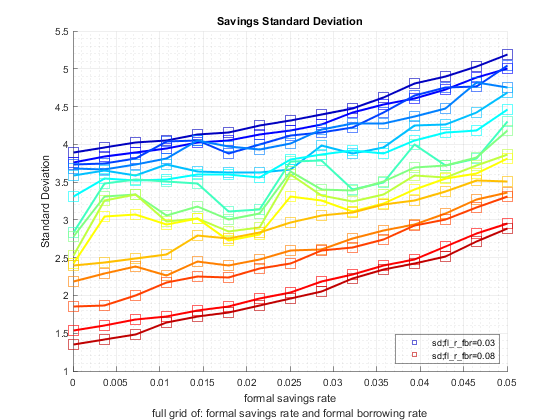 Savings Standard Deviation
5.5
5
4.5
4
3.5
3
2.5
2
1.5
1
Standard Deviation
sd;fl_r_fbr=0.03
sd;fl_r_fbr=0.08
0 0.005 0.01 0.015 0.02 0.025 0.03 0.035 0.04 0.045 0.05
formal savings rate
full grid of: formal savings rate and formal borrowing rate